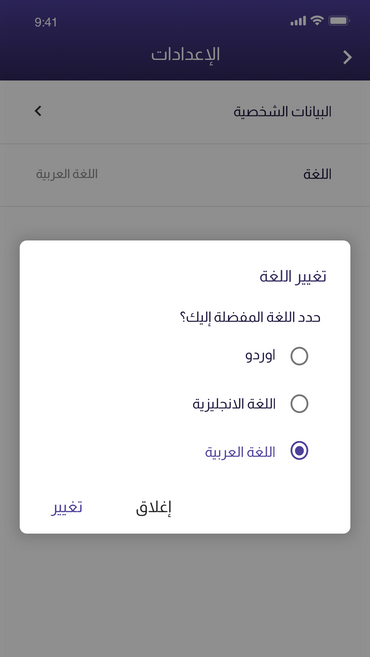 9:41
الإعدادات
البيانات الشخصية
اللغة اللغة العربية
تغيير اللغة
حدد اللغة المفضلة إليك؟
اوردو
اللغة الانجليزية
اللغة العربية
إغلاق تغيير